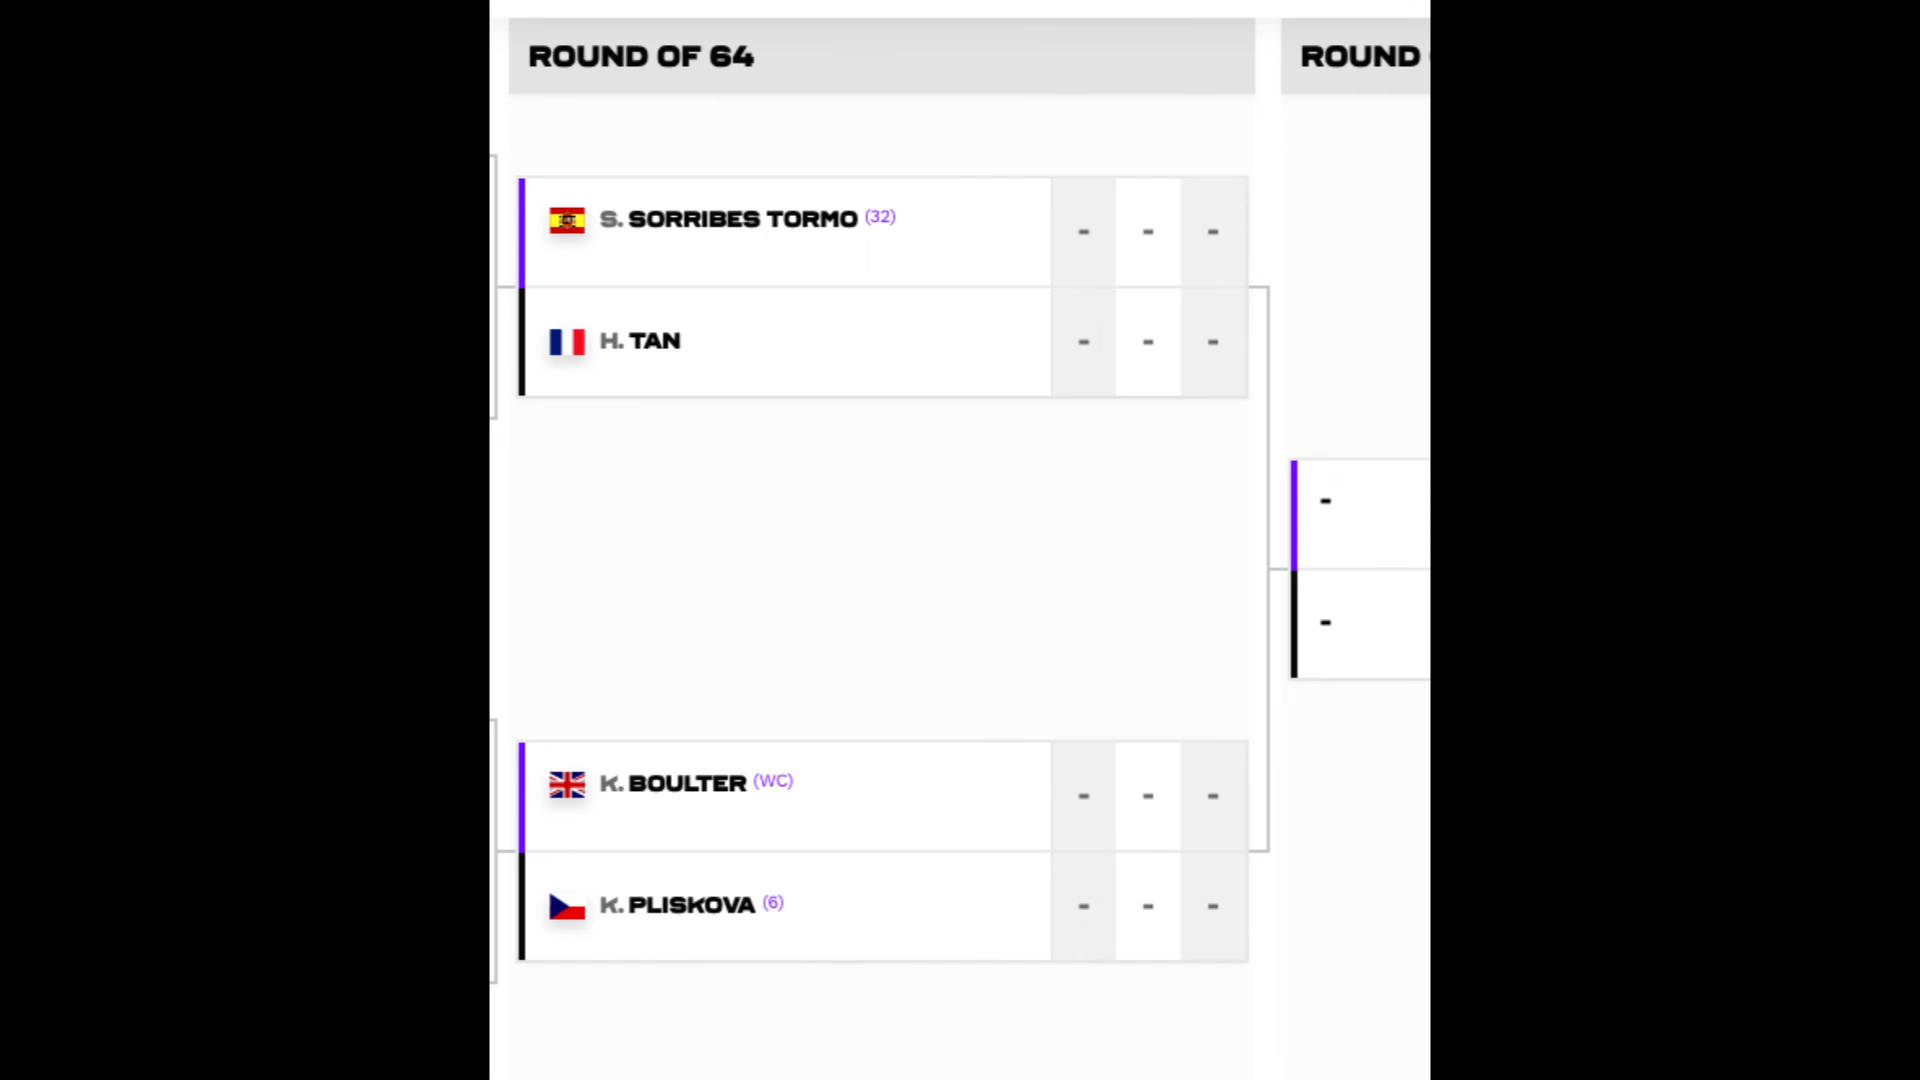 ROUND OF 64
ROUND
S. SORRIBES TORMO (32)
- - -
H. TAN
- - -
-
-
K. BOULTER (WC)
- - -
K. PLISKOVA (6)
- - -